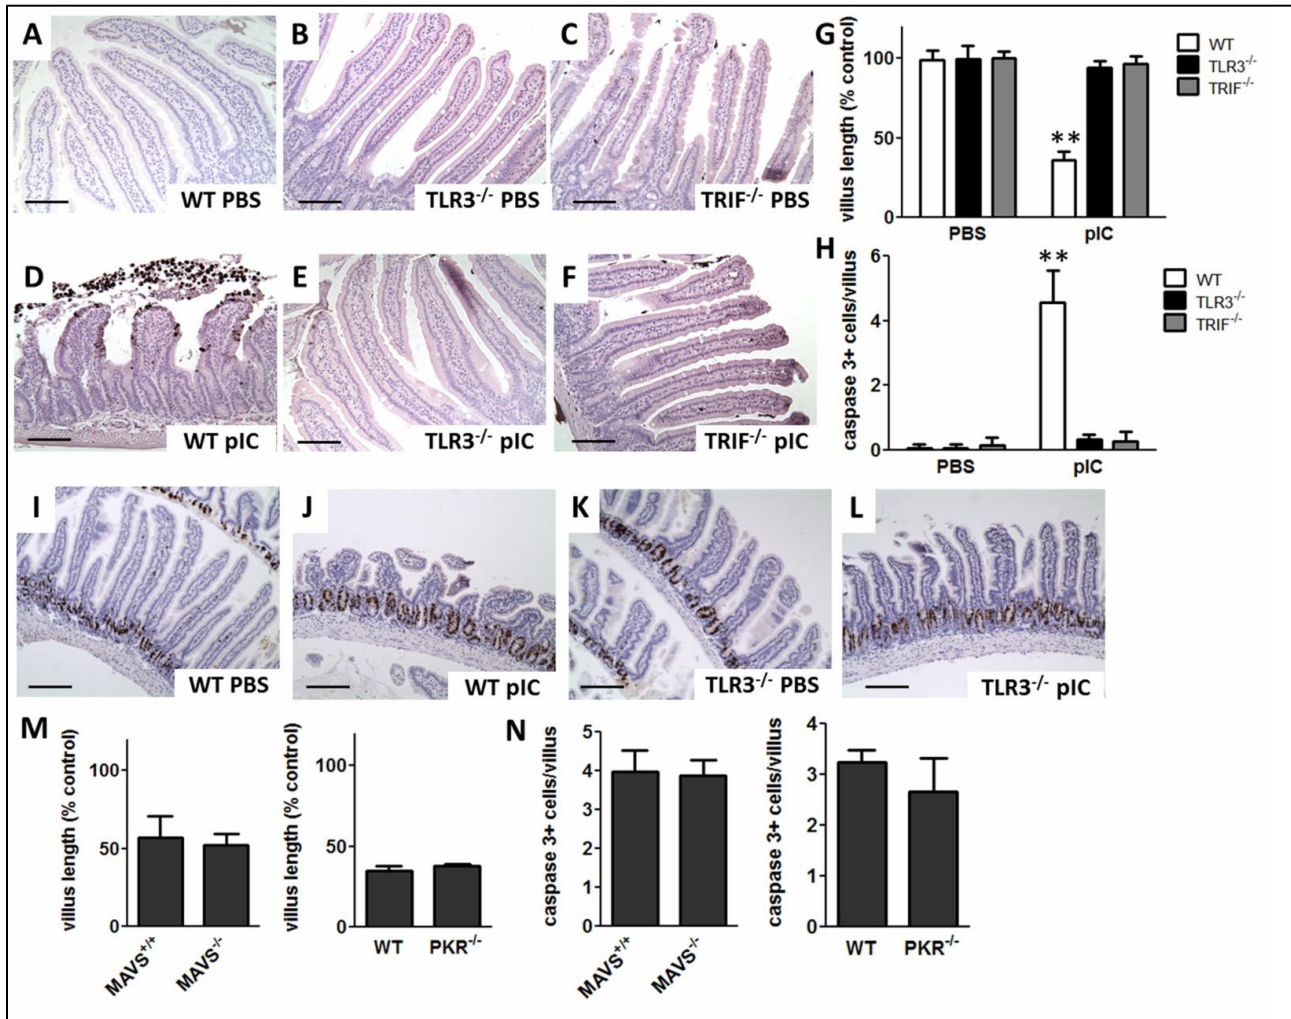 A
WT PBS
B
TLR3-/- PBS
C
TRIF-/- PBS
G
villus length (% control)
100
50
0
**
PBS
pIC
WT
TLR3-/-
TRIF-/-
D
WT pIC
E
TLR3-/- pIC
F
TRIF-/- pIC
H
caspase 3+ cells/villus
6
4
2
0
**
PBS
pIC
WT
TLR3-/-
TRIF-/-
I
WT PBS
J
WT pIC
K
TLR3-/- PBS
L
TLR3-/- pIC
M
villus length (% control)
100
50
0
MAVS+/+
MAVS-/-
villus length (% control)
100
50
0
WT
PKR-/-
N
caspase 3+ cells/villus
5
4
3
2
1
0
MAVS+/+
MAVS-/-
caspase 3+ cells/villus
4
3
2
1
0
WT
PKR-/-